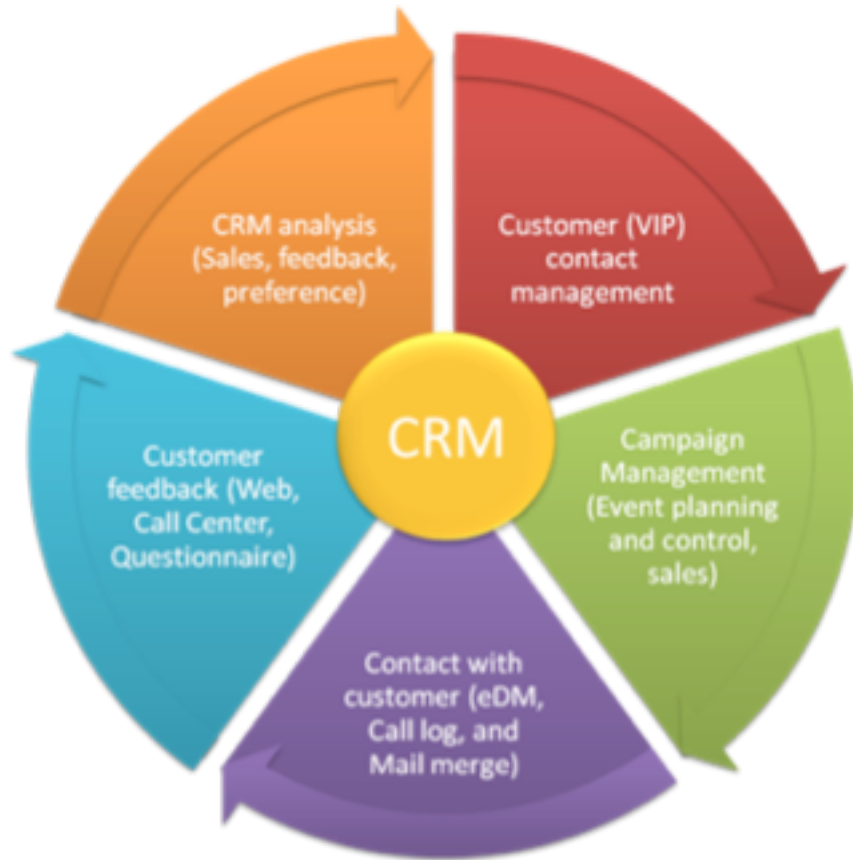 CRM analysis
(Sales, feedback,
preference)
Customer (VIP)
contact
management
CRM
Customer
feedback (Web,
Call Center,
Questionnaire)
Campaign
Management
(Event planning
and control,
sales)
Contact with
customer (eDM,
Call log, and
Mail merge)